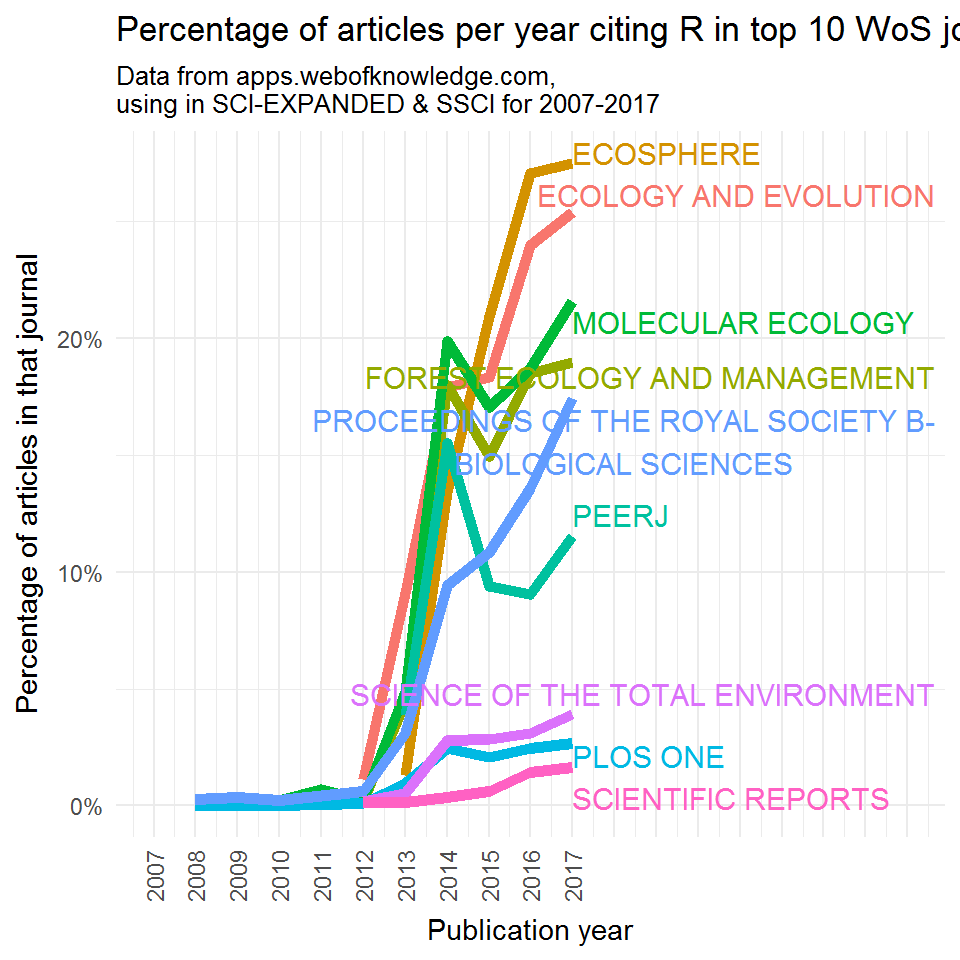 Percentage of articles per year citing R in top 10 WoS jo
Data from apps.webofknowledge.com,
using in SCI-EXPANDED & SSCI for 2007-2017
ECOSPHERE
ECOLOGY AND EVOLUTION
MOLECULAR ECOLOGY
FOREST ECOLOGY AND MANAGEMENT
PROCEEDINGS OF THE ROYAL SOCIETY B-
BIOLOGICAL SCIENCES
PEERJ
SCIENCE OF THE TOTAL ENVIRONMENT
PLOS ONE
SCIENTIFIC REPORTS
Percentage of articles in that journal
20%
10%
0%
2007
2008
2009
2010
2011
2012
2013
2014
2015
2016
2017
Publication year